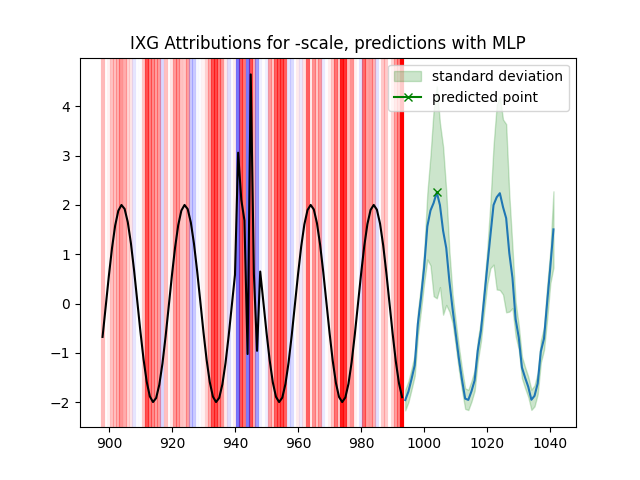 IXG Attributions for -scale, predictions with MLP
standard deviation
predicted point
4
3
2
1
0
−1
−2
900 920 940 960 980 1000 1020 1040